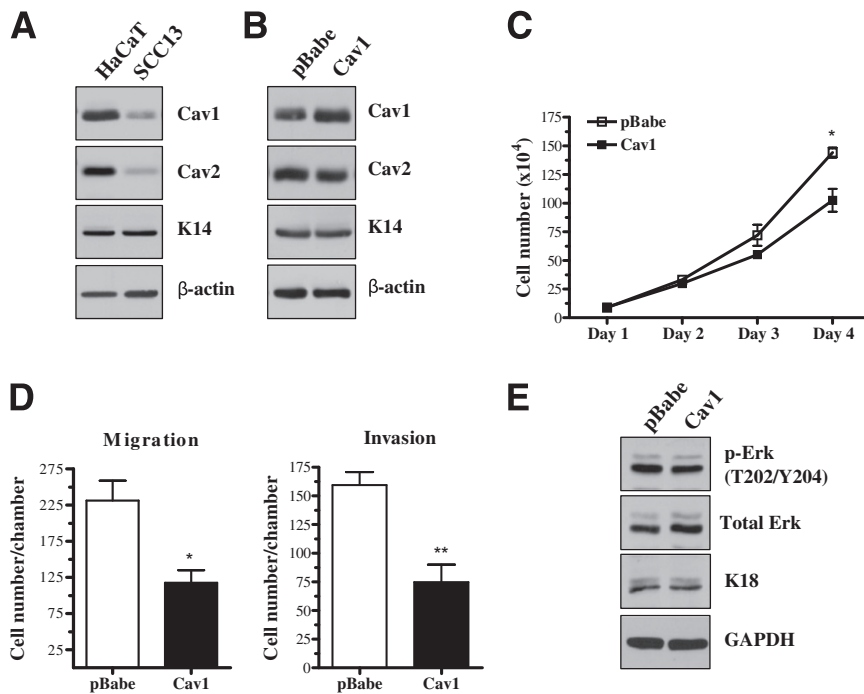 A
HaCaT
SCC13
Cav1
Cav2
K14
β-actin
B
pBabe
Cav1
Cav1
Cav2
K14
β-actin
C
Cell number (x10⁴)
175
150
125
100
75
50
25
0
pBabe
Cav1
*
Day 1
Day 2
Day 3
Day 4
D
Migration
Cell number/chamber
275
225
175
125
75
25
*
pBabe
Cav1
Invasion
Cell number/chamber
175
150
125
100
75
50
25
0
**
pBabe
Cav1
E
pBabe
Cav1
p-Erk
(T202/Y204)
Total Erk
K18
GAPDH